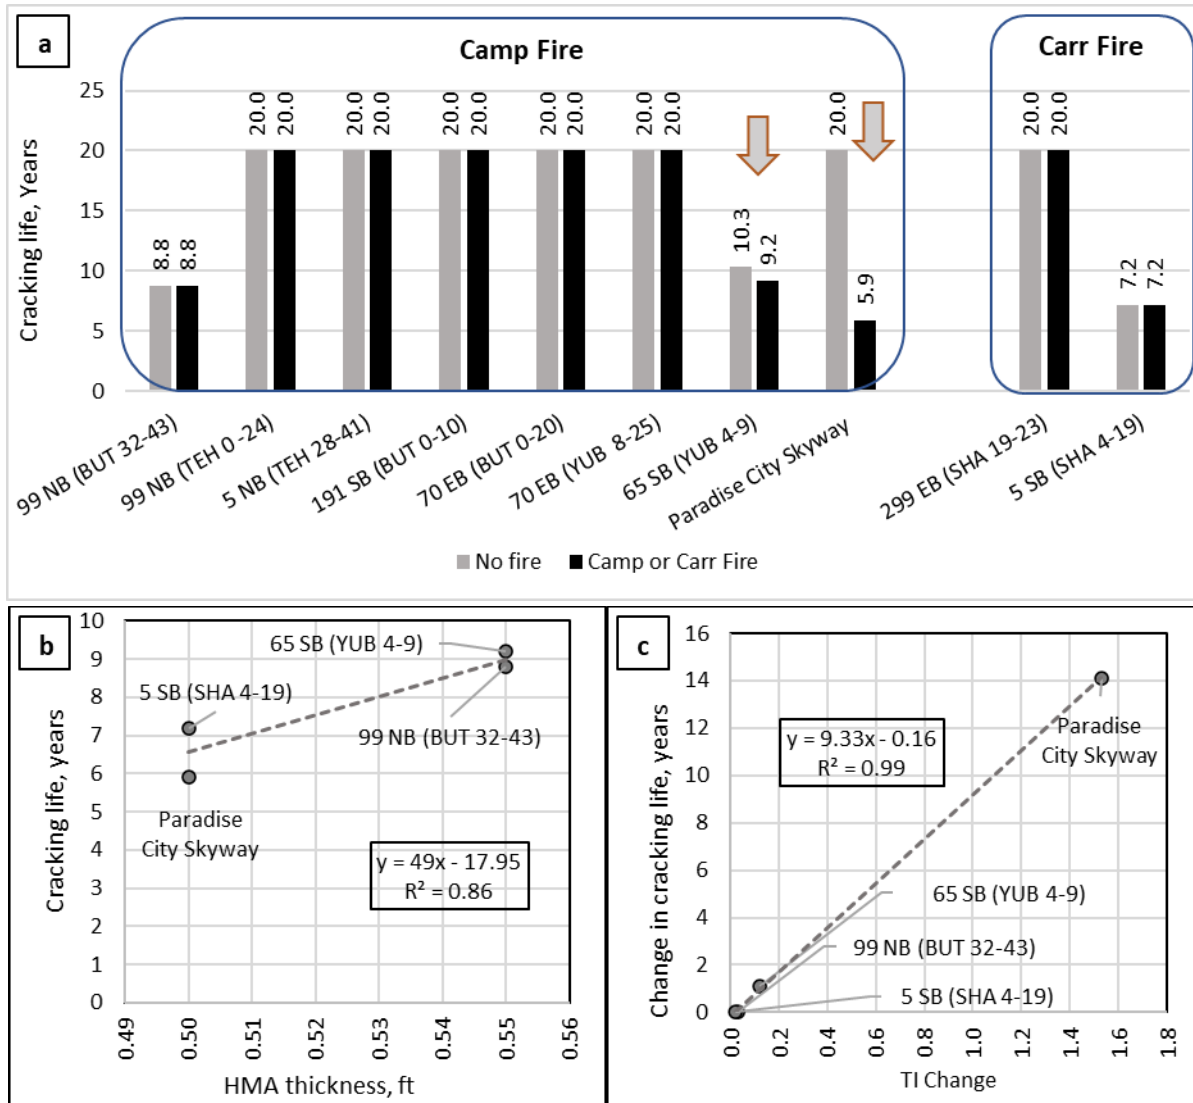 a
Camp Fire
Carr Fire
Cracking life, Years
25
20
15
10
5
0
8.8
8.8
20.0
20.0
20.0
20.0
20.0
20.0
20.0
20.0
20.0
20.0
10.3
9.2
20.0
5.9
20.0
20.0
7.2
7.2
99 NB (BUT 32-43)
99 NB (TEH 0 -24)
5 NB (TEH 28-41)
191 SB (BUT 0-10)
70 EB (BUT 0-20)
70 EB (YUB 8-25)
65 SB (YUB 4-9)
Paradise City Skyway
299 EB (SHA 19-23)
5 SB (SHA 4-19)
No fire
Camp or Carr Fire
b
Cracking life, years
10
9
8
7
6
5
4
3
2
1
0
65 SB (YUB 4-9)
5 SB (SHA 4-19)
99 NB (BUT 32-43)
Paradise
City Skyway
y = 49x - 17.95
R² = 0.86
0.49
0.50
0.51
0.52
0.53
0.54
0.55
0.56
HMA thickness, ft
c
Change in cracking life, years
16
14
12
10
8
6
4
2
0
y = 9.33x - 0.16
R² = 0.99
Paradise
City Skyway
65 SB (YUB 4-9)
99 NB (BUT 32-43)
5 SB (SHA 4-19)
0.0
0.2
0.4
0.6
0.8
1.0
1.2
1.4
1.6
1.8
TI Change